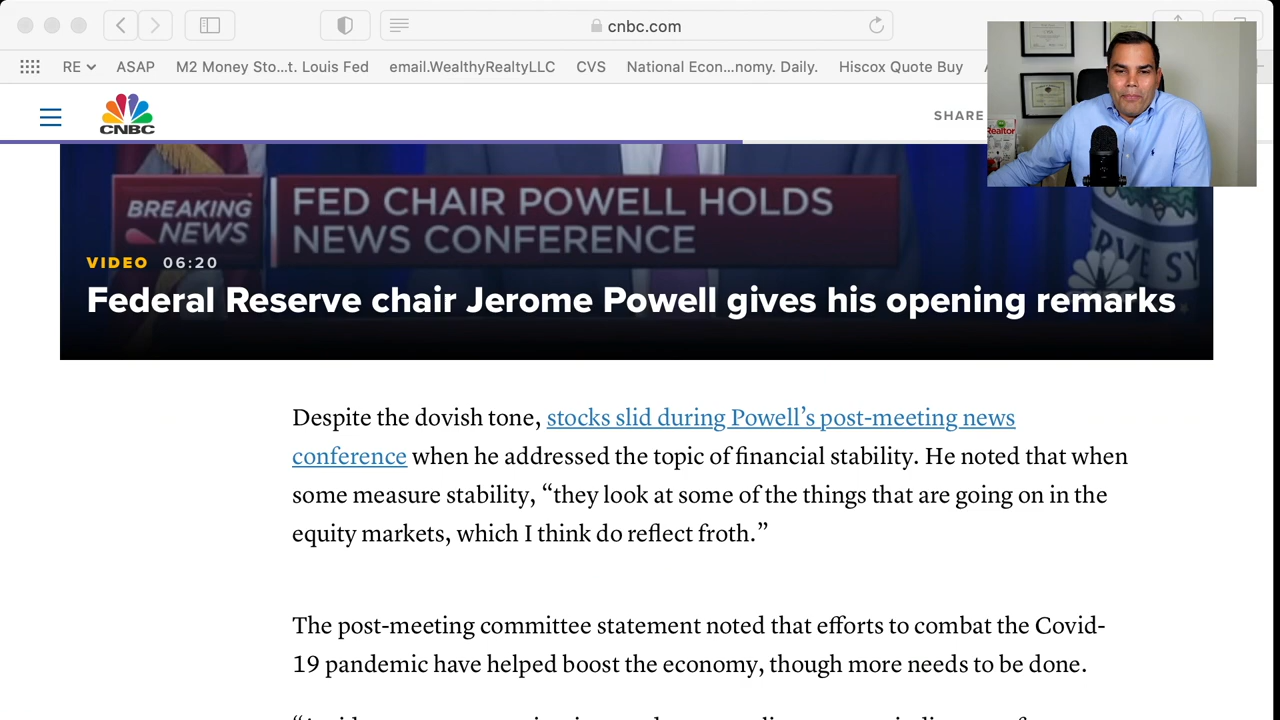 cnbc.com
RE
ASAP
M2 Money Sto...t. Louis Fed
email.WealthyRealtyLLC
CVS
National Econ...nomy. Daily.
Hiscox Quote Buy
CNBC
SHARE
Realtor
BREAKING NEWS
FED CHAIR POWELL HOLDS
NEWS CONFERENCE
VIDEO 06:20
Federal Reserve chair Jerome Powell gives his opening remarks
Despite the dovish tone, stocks slid during Powell’s post-meeting news
conference when he addressed the topic of financial stability. He noted that when
some measure stability, “they look at some of the things that are going on in the
equity markets, which I think do reflect froth.”
The post-meeting committee statement noted that efforts to combat the Covid-
19 pandemic have helped boost the economy, though more needs to be done.